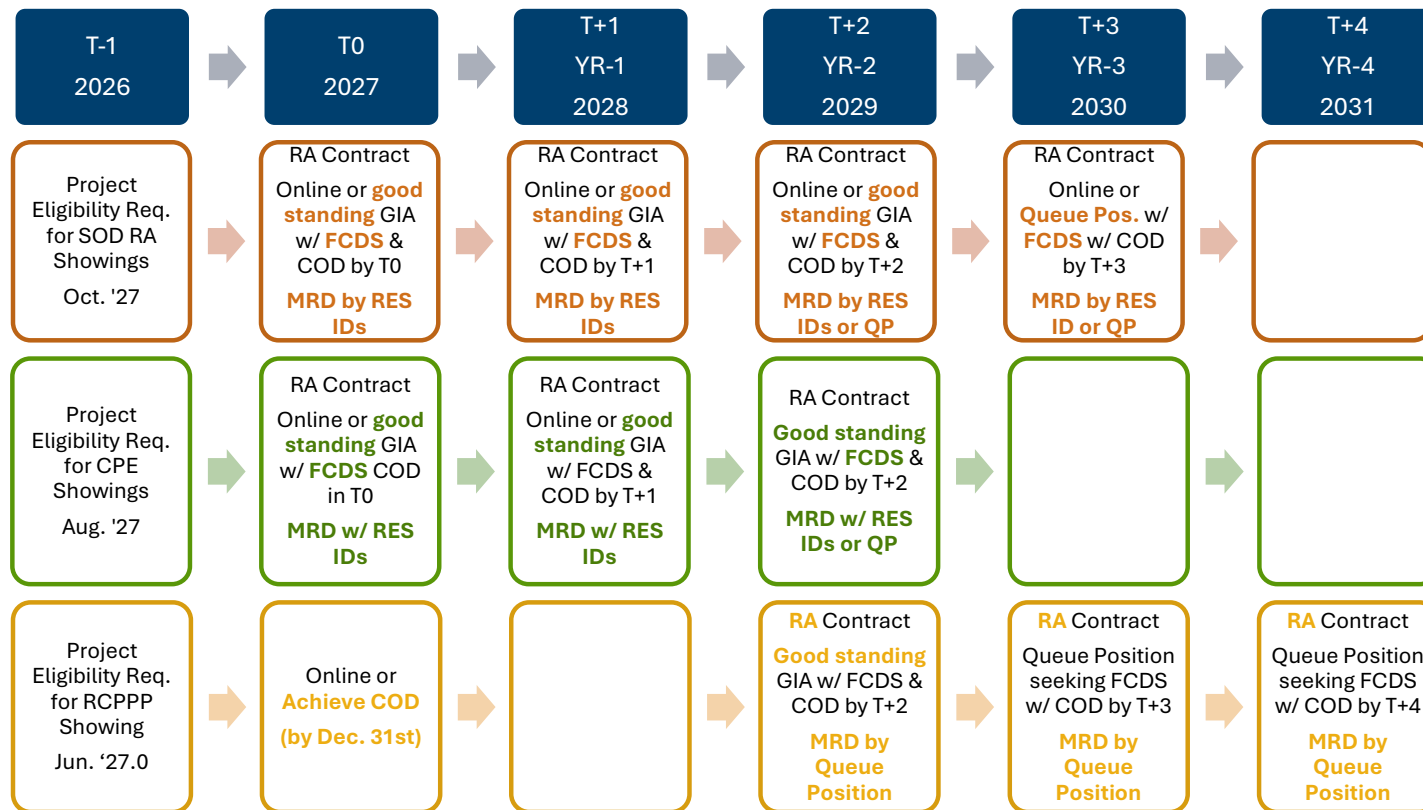 T-1
2026
T0
2027
T+1
YR-1
2028
T+2
YR-2
2029
T+3
YR-3
2030
T+4
YR-4
2031
Project
Eligibility Req.
for SOD RA
Showings
Oct. '27
RA Contract
Online or good
standing GIA
w/ FCDS &
COD by T0
MRD by RES
IDs
RA Contract
Online or good
standing GIA
w/ FCDS &
COD by T+1
MRD by RES
IDs
RA Contract
Online or good
standing GIA
w/ FCDS &
COD by T+2
MRD by RES
IDs or QP
RA Contract
Online or
Queue Pos. w/
FCDS w/ COD
by T+3
MRD by RES
ID or QP
Project
Eligibility Req.
for CPE
Showings
Aug. '27
RA Contract
Online or good
standing GIA
w/ FCDS COD
in T0
MRD w/ RES
IDs
RA Contract
Online or good
standing GIA
w/ FCDS &
COD by T+1
MRD w/ RES
IDs
RA Contract
Good standing
GIA w/ FCDS &
COD by T+2
MRD w/ RES
IDs or QP
Project
Eligibility Req.
for RCPPP
Showing
Jun. ‘27.0
Online or
Achieve COD
(by Dec. 31st)
RA Contract
Good standing
GIA w/ FCDS &
COD by T+2
MRD by
Queue
Position
RA Contract
Queue Position
seeking FCDS
w/ COD by T+3
MRD by
Queue
Position
RA Contract
Queue Position
seeking FCDS
w/ COD by T+4
MRD by
Queue
Position